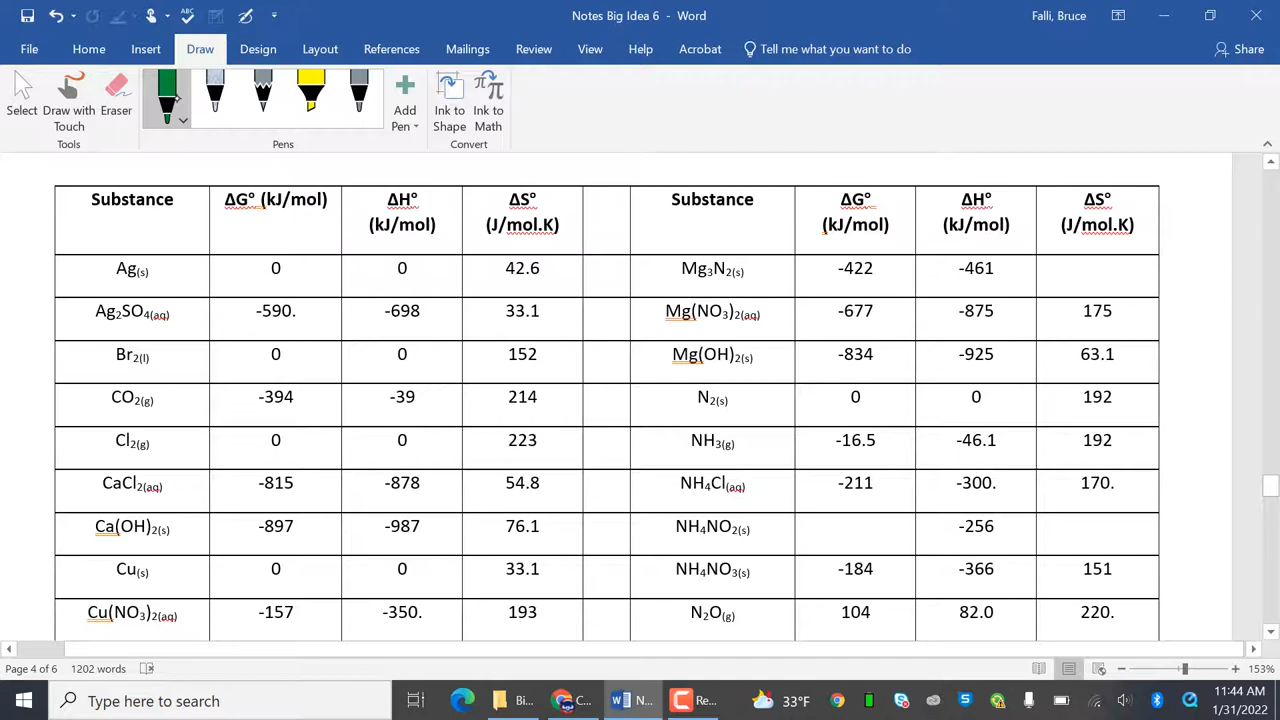 Notes Big Idea 6 - Word
Falli, Bruce
File Home Insert Draw Design Layout References Mailings Review View Help Acrobat Tell me what you want to do Share
Select Draw with Touch Eraser
Add Pen
Ink to Shape
Ink to Math
Tools Pens Convert
Substance ΔG° (kJ/mol) ΔH° (kJ/mol) ΔS° (J/mol.K) Substance ΔG° (kJ/mol) ΔH° (kJ/mol) ΔS° (J/mol.K)
Ag(s) 0 0 42.6 Mg3N2(s) -422 -461
Ag2SO4(aq) -590. -698 33.1 Mg(NO3)2(aq) -677 -875 175
Br2(l) 0 0 152 Mg(OH)2(s) -834 -925 63.1
CO2(g) -394 -39 214 N2(s) 0 0 192
Cl2(g) 0 0 223 NH3(g) -16.5 -46.1 192
CaCl2(aq) -815 -878 54.8 NH4Cl(aq) -211 -300. 170.
Ca(OH)2(s) -897 -987 76.1 NH4NO2(s) -256
Cu(s) 0 0 33.1 NH4NO3(s) -184 -366 151
Cu(NO3)2(aq) -157 -350. 193 N2O(g) 104 82.0 220.
Page 4 of 6 1202 words 153%
Type here to search Bi... C... N... Re... 33°F 11:44 AM
1/31/2022